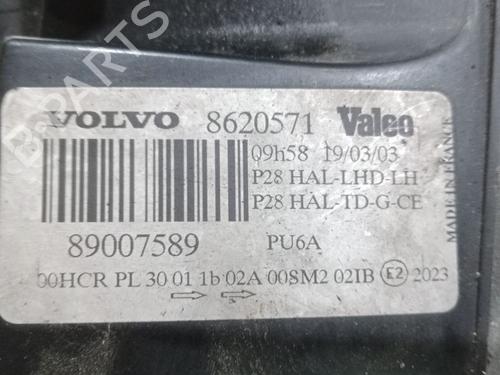 B-PARTS
VOLVO 8620571 Valeo
09h58 19/03/03
P28 HAL-LHD-LH
P28 HAL-TD-G-CE
89007589 PU6A
00HCR PL 30 01 1b 02A 00SM2 02IB E2 2023
MADE IN FRANCE